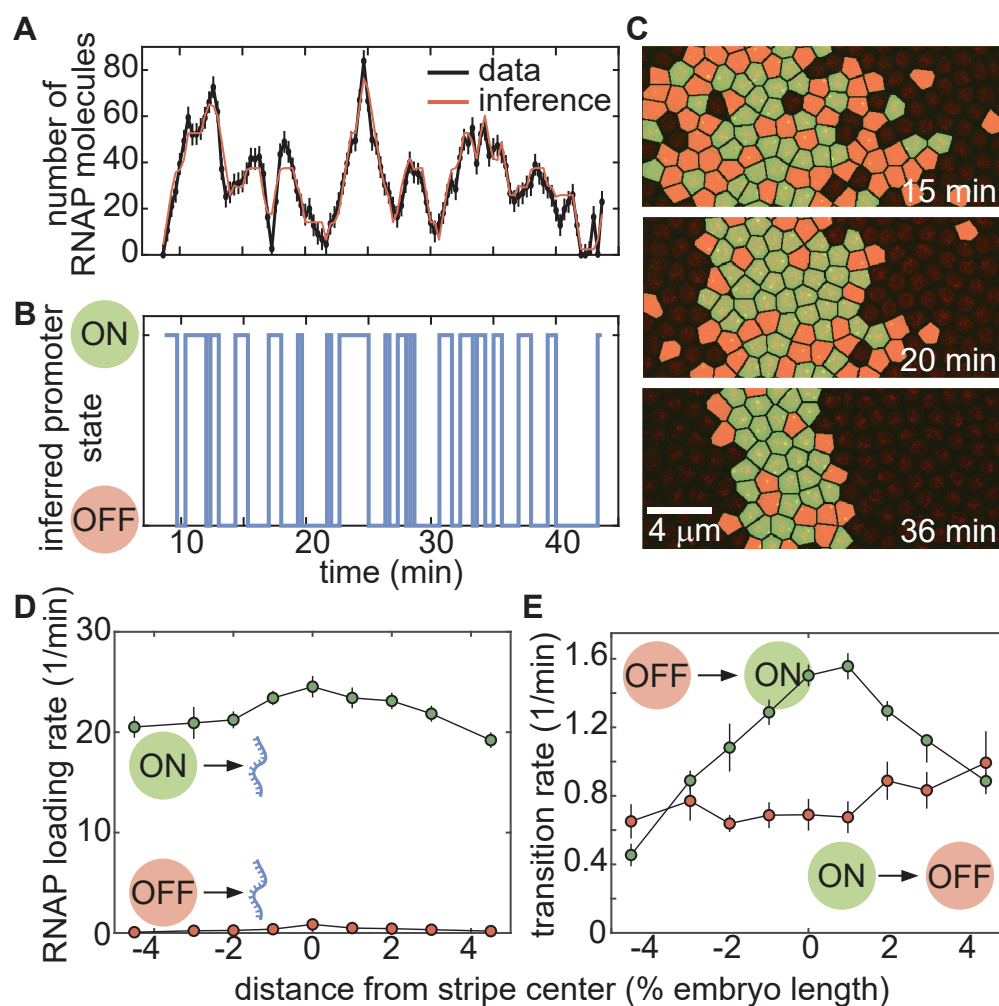 A
number of
RNAP molecules
80
60
40
20
0
data
inference
B
ON
inferred promoter
state
OFF
10
20
30
40
time (min)
C
15 min
20 min
4 μm
36 min
D
RNAP loading rate (1/min)
30
20
10
0
ON
OFF
-4
-2
0
2
4
E
transition rate (1/min)
1.6
1.2
0.8
0.4
0
OFF
ON
ON
OFF
-4
-2
0
2
4
distance from stripe center (% embryo length)